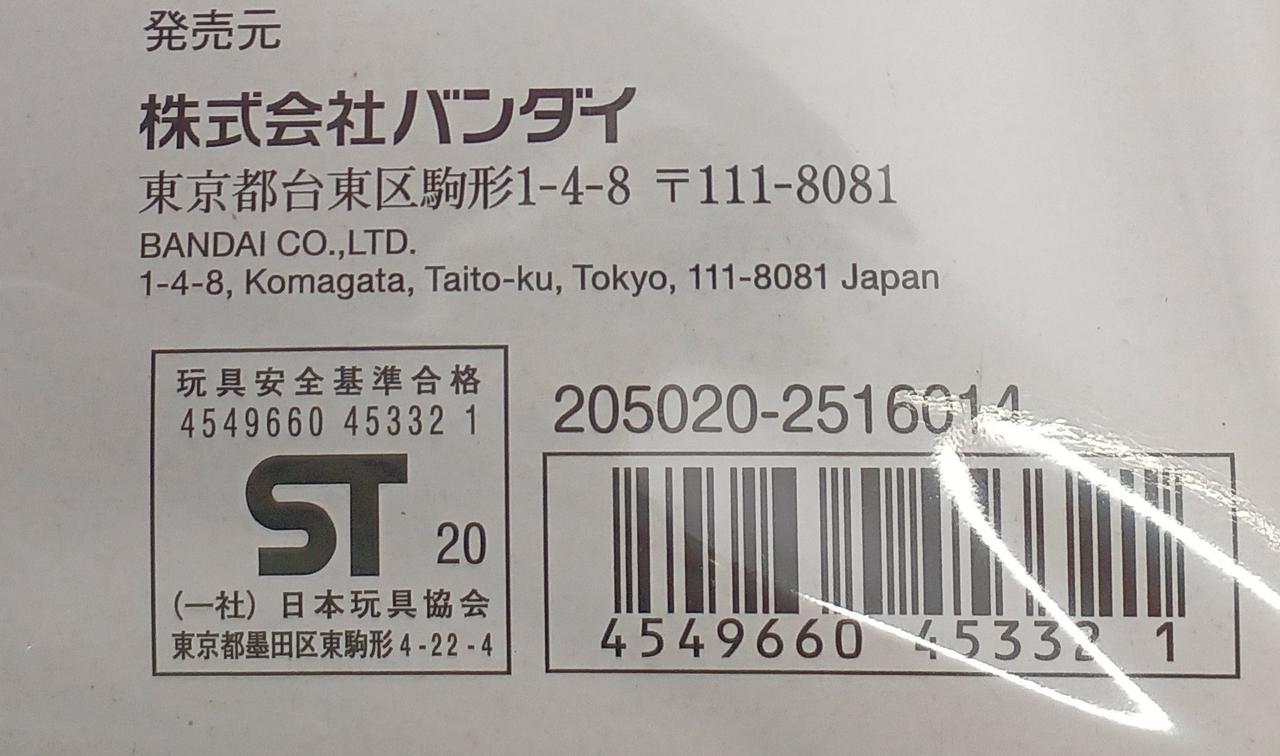 発売元
株式会社バンダイ
東京都台東区駒形1-4-8 〒111-8081
BANDAI CO.,LTD.
1-4-8, Komagata, Taito-ku, Tokyo, 111-8081 Japan
玩具安全基準合格
4549660 45332 1
ST 20
(一社) 日本玩具協会
東京都墨田区東駒形4-22-4
205020-2516014
4549660 45332 1